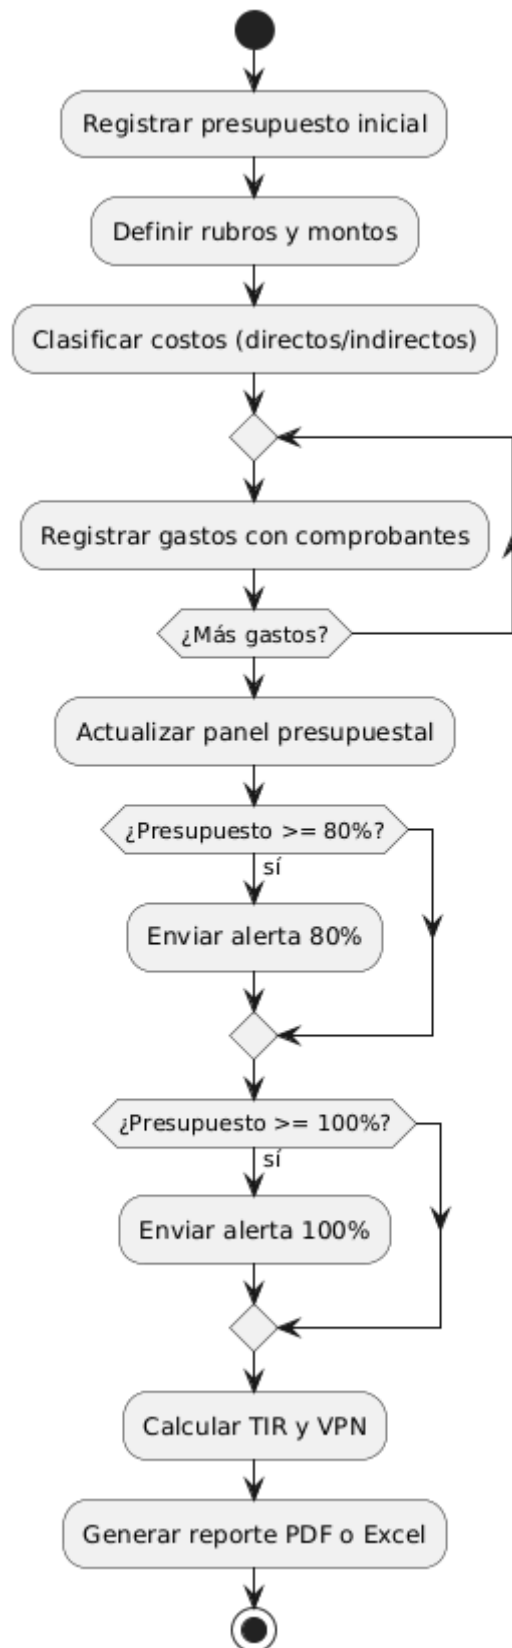 Registrar presupuesto inicial
Definir rubros y montos
Clasificar costos (directos/indirectos)
Registrar gastos con comprobantes
¿Más gastos?
Actualizar panel presupuestal
¿Presupuesto >= 80%?
sí
Enviar alerta 80%
¿Presupuesto >= 100%?
sí
Enviar alerta 100%
Calcular TIR y VPN
Generar reporte PDF o Excel